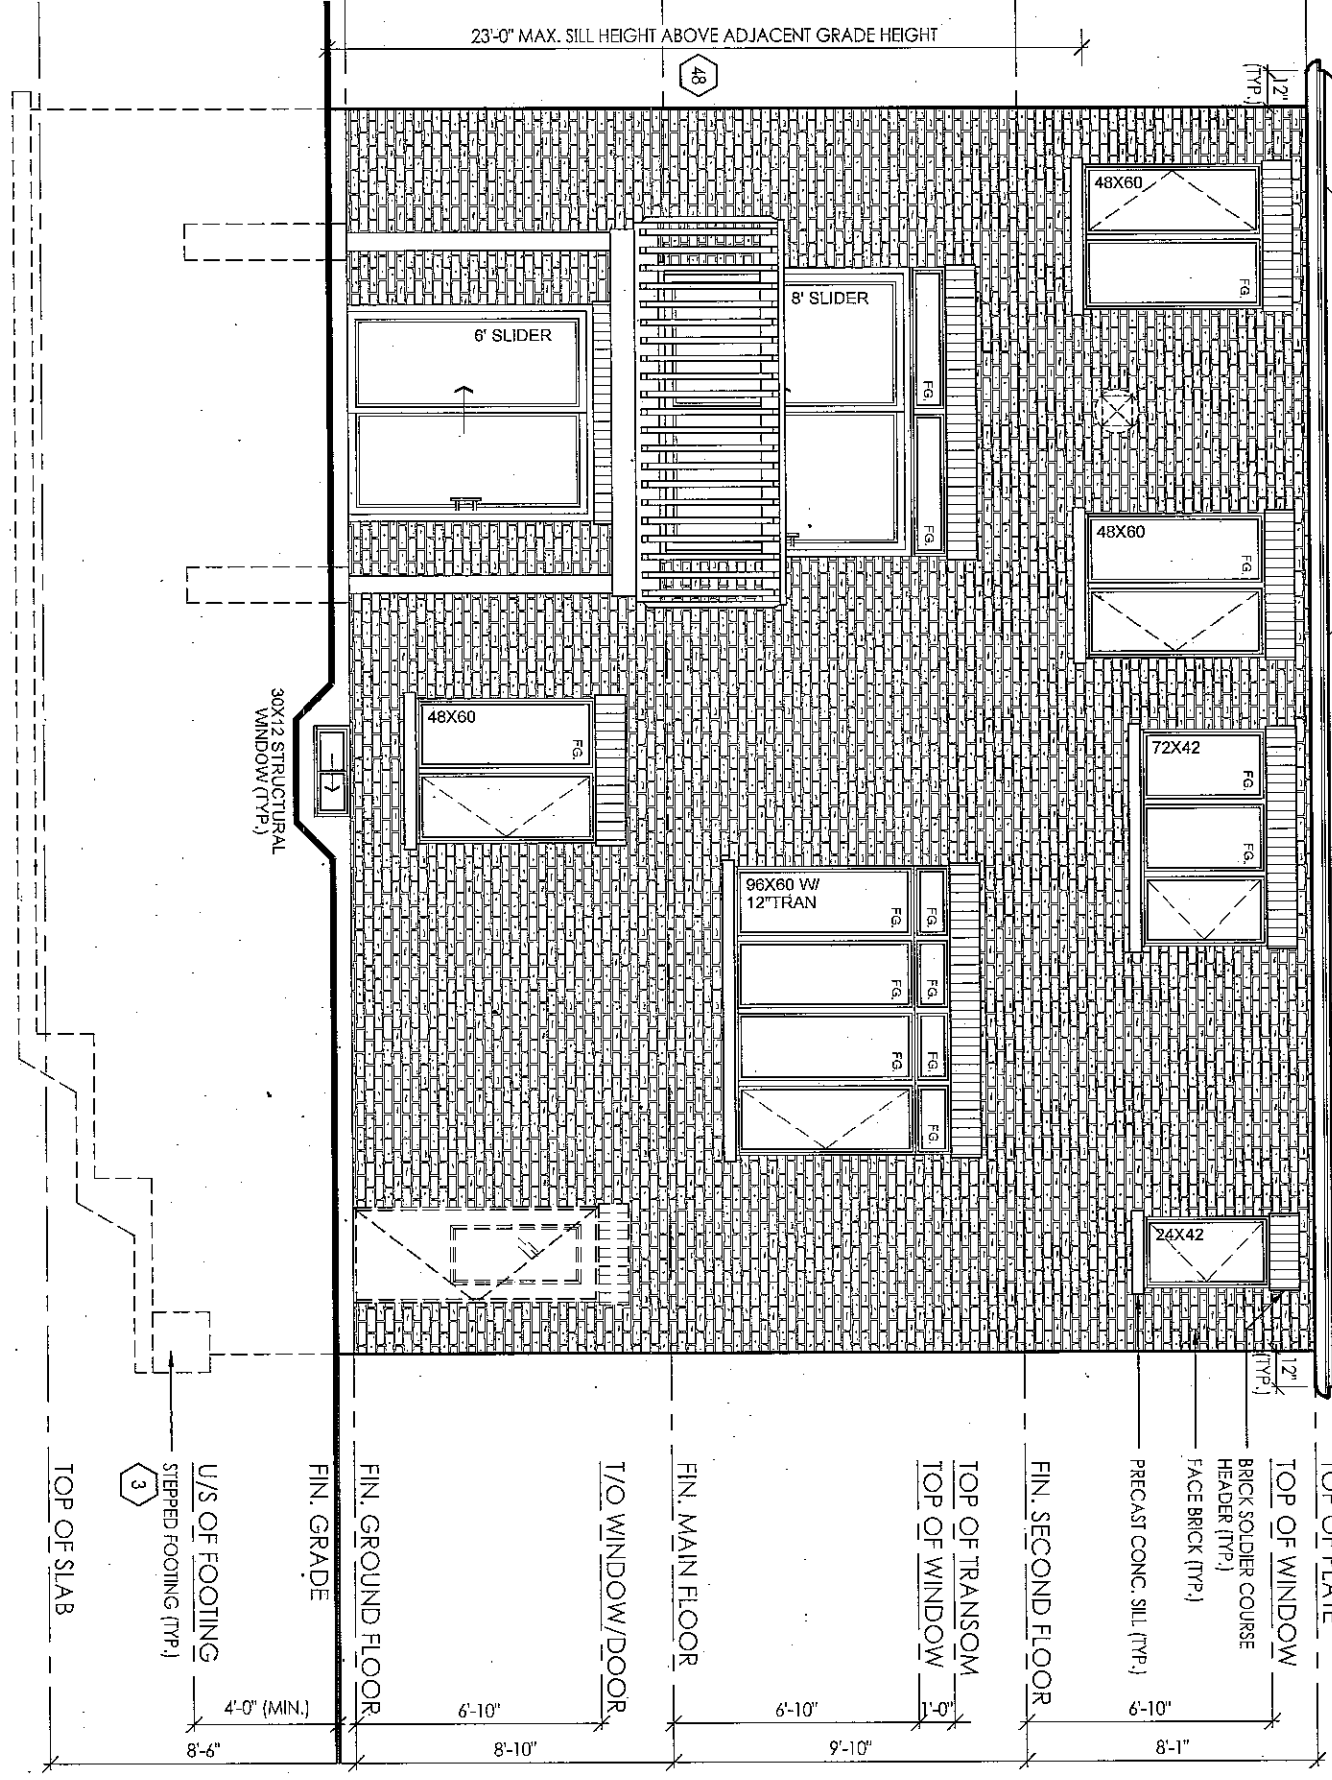 23'-0" MAX. SILL HEIGHT ABOVE ADJACENT GRADE HEIGHT
48
12"
(TYP.)
48X60
FG.
8' SLIDER
FG.
FG.
6' SLIDER
48X60
FG.
48X60
FG.
72X42
FG.
FG.
96X60 W/
12"TRAN
FG.
FG.
FG.
FG.
FG.
FG.
FG.
24X42
30X12 STRUCTURAL
WINDOW (TYP.)
12"
(TYP.)
TOP OF PLATE
TOP OF WINDOW
BRICK SOLDIER COURSE
HEADER (TYP.)
FACE BRICK (TYP.)
PRECAST CONC. SILL (TYP.)
FIN. SECOND FLOOR
TOP OF TRANSOM
TOP OF WINDOW
FIN. MAIN FLOOR
T/O WINDOW/DOOR
FIN. GROUND FLOOR
FIN. GRADE
U/S OF FOOTING
STEPPED FOOTING (TYP.)
3
TOP OF SLAB
6'-10"
8'-1"
1'-0"
6'-10"
9'-10"
6'-10"
8'-10"
4'-0" (MIN.)
8'-6"